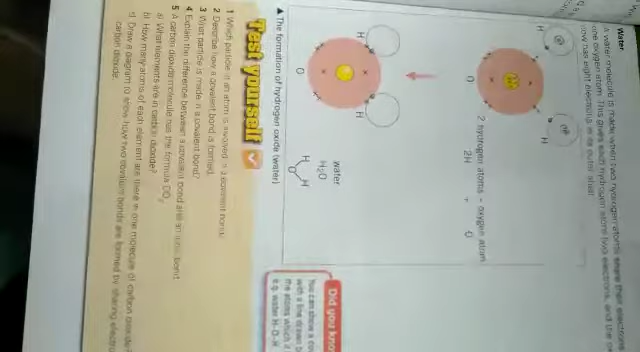 Water
A water molecule is made when two hydrogen atoms share their electrons
one oxygen atom. This gives each hydrogen atom two electrons, and the
now has eight electrons in its outer shell.
H
H
O
2 hydrogen atoms + oxygen atom
2H + O
H
H
O
water
H₂O
H
O
H
▲ The formation of hydrogen oxide (water)
Did you know
You can show a
with a line drawn
the atoms which it
e.g. water H-O-H
Test yourself
1 Which particle in an atom is involved in a covalent bond?
2 Describe how a covalent bond is formed.
3 What particle is made in a covalent bond?
4 Explain the difference between a covalent bond and an ionic bond.
5 A carbon dioxide molecule has the formula CO₂.
a) What elements are in carbon dioxide?
b) How many atoms of each element are there in one molecule of carbon dioxide?
c) Draw a diagram to show how two covalent bonds are formed by sharing
carbon dioxide.